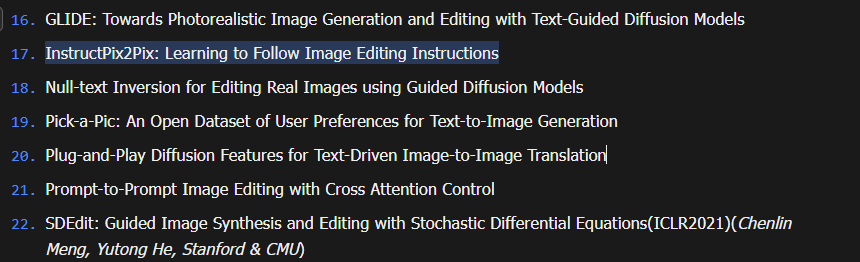 16. GLIDE: Towards Photorealistic Image Generation and Editing with Text-Guided Diffusion Models
17. InstructPix2Pix: Learning to Follow Image Editing Instructions
18. Null-text Inversion for Editing Real Images using Guided Diffusion Models
19. Pick-a-Pic: An Open Dataset of User Preferences for Text-to-Image Generation
20. Plug-and-Play Diffusion Features for Text-Driven Image-to-Image Translation
21. Prompt-to-Prompt Image Editing with Cross Attention Control
22. SDEdit: Guided Image Synthesis and Editing with Stochastic Differential Equations(ICLR2021)(Chenlin
Meng, Yutong He, Stanford & CMU)